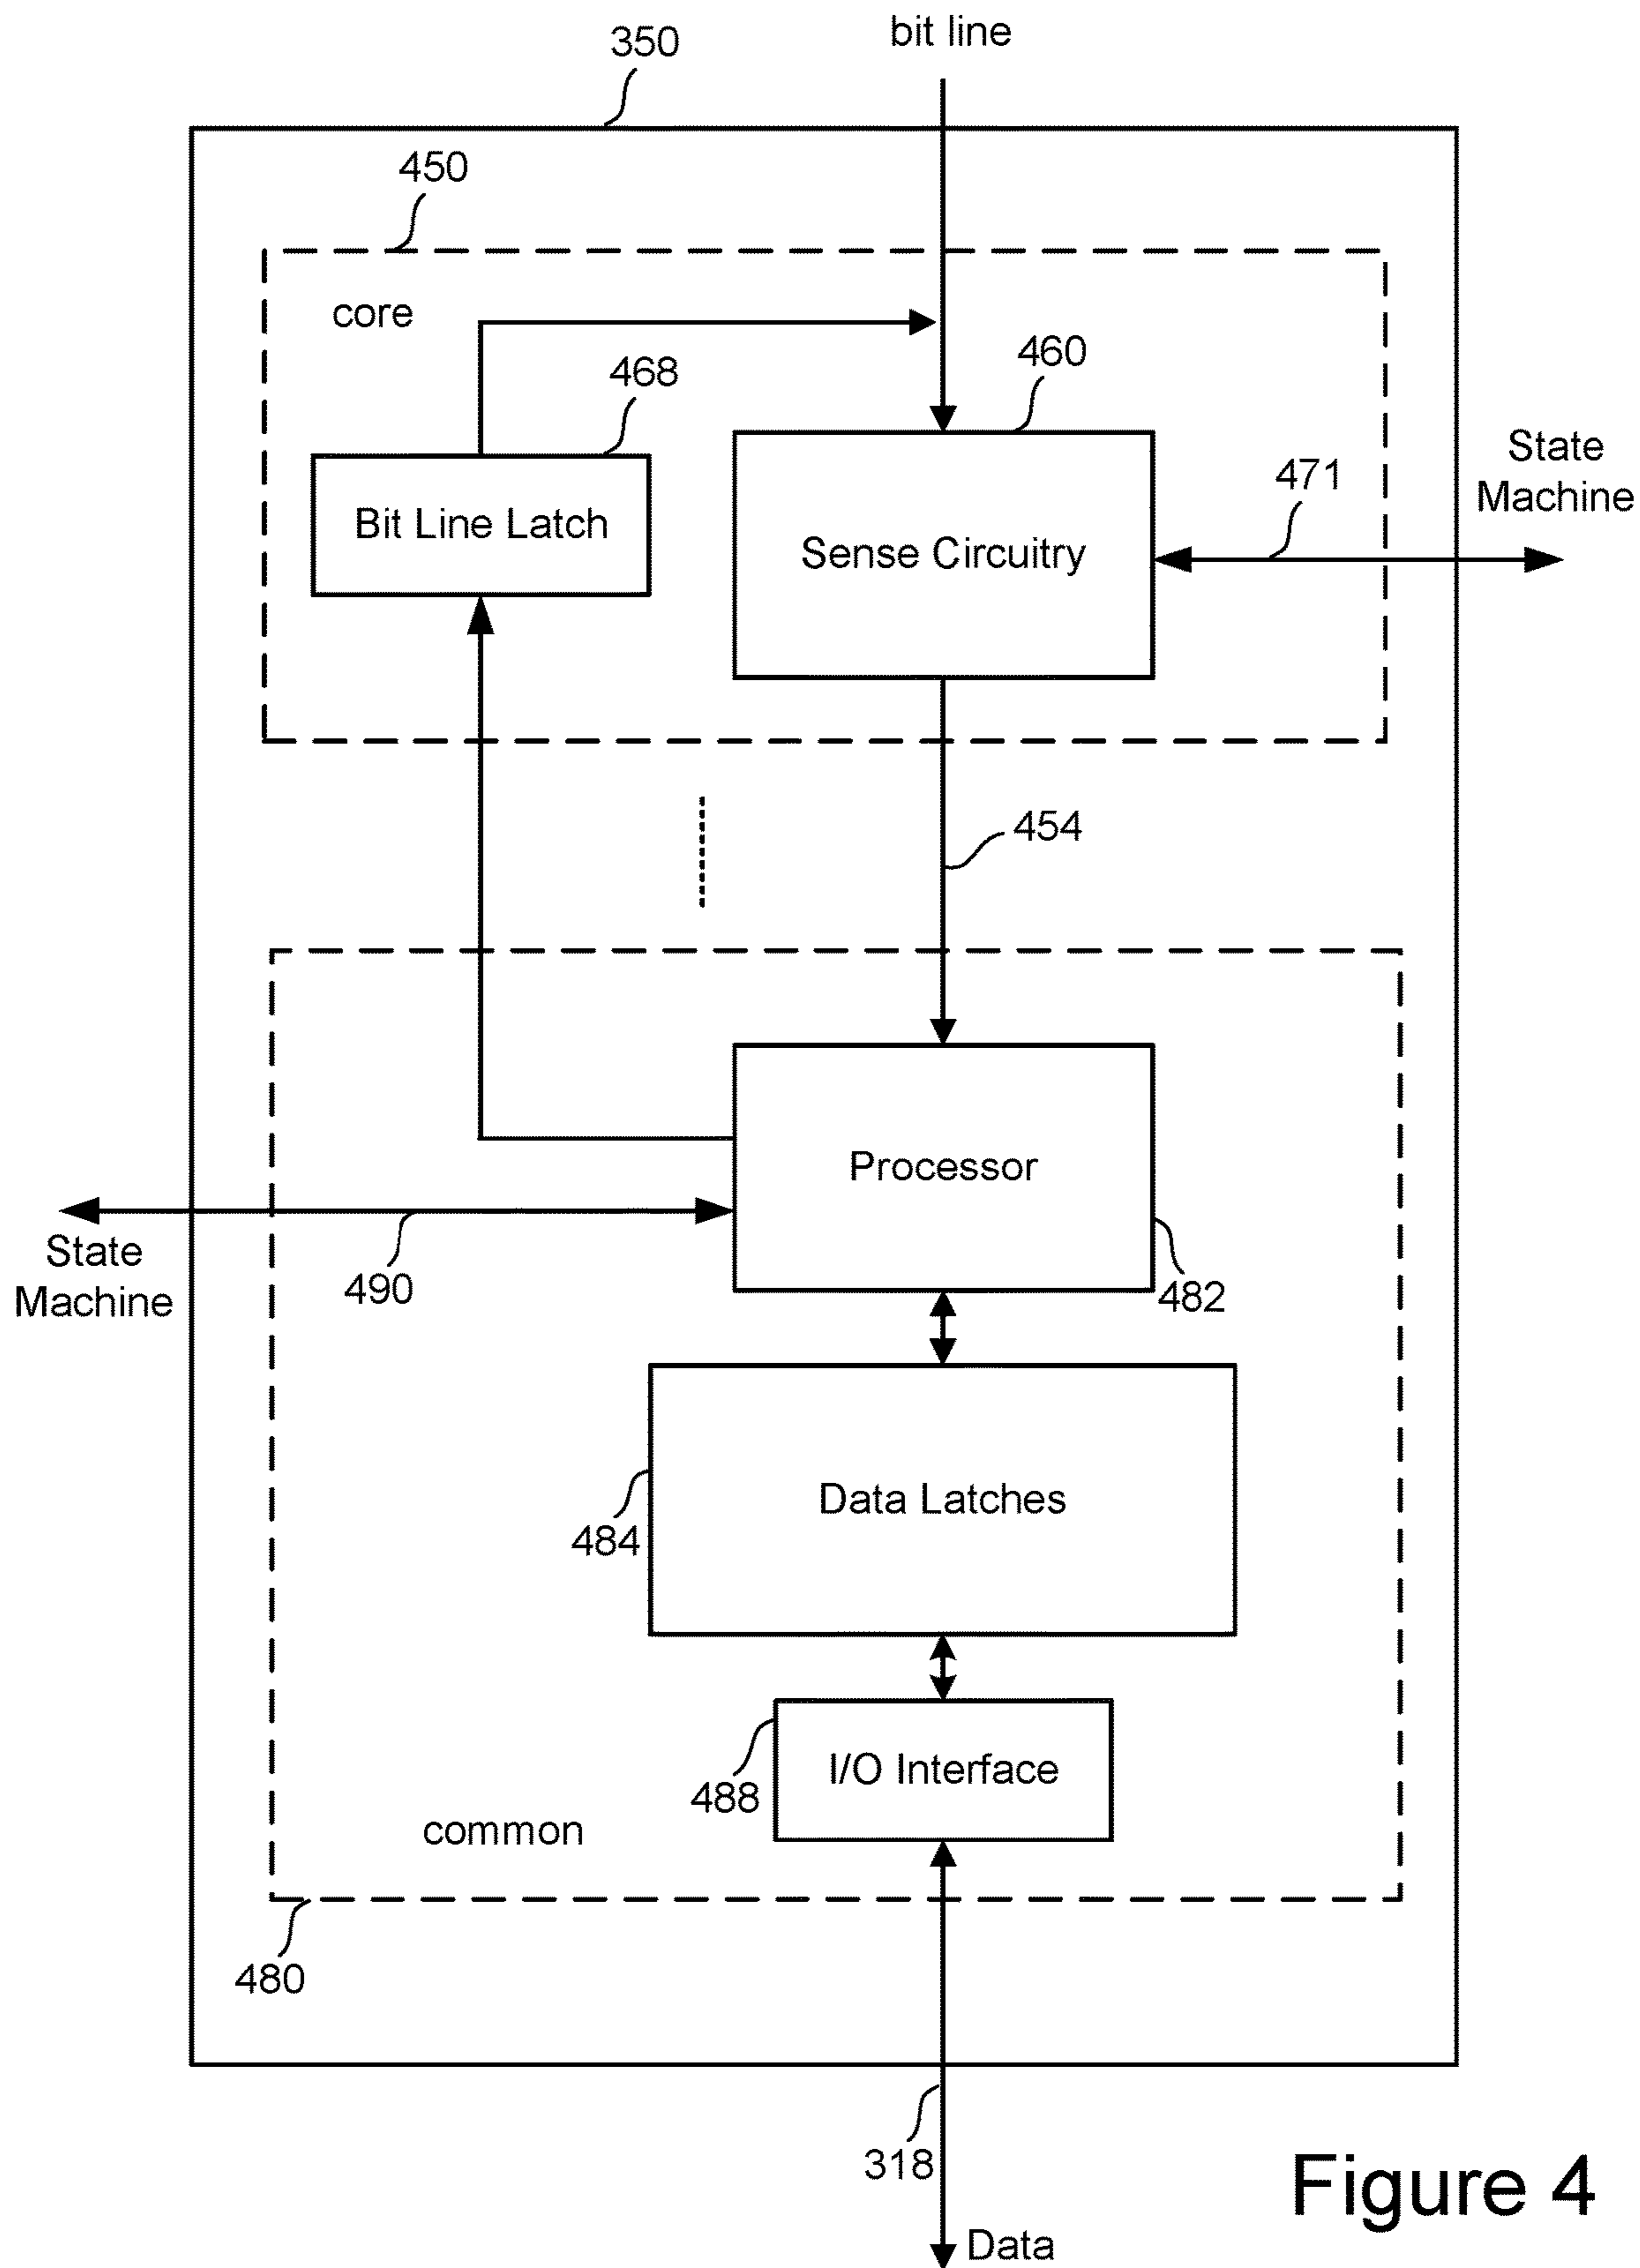 bit line
350
450
core
460
468
State
Machine
471
Bit Line Latch
Sense Circuitry
454
Processor
State
Machine
490
482
Data Latches
484
I/O Interface
488
common
480
318
Data
Figure 4